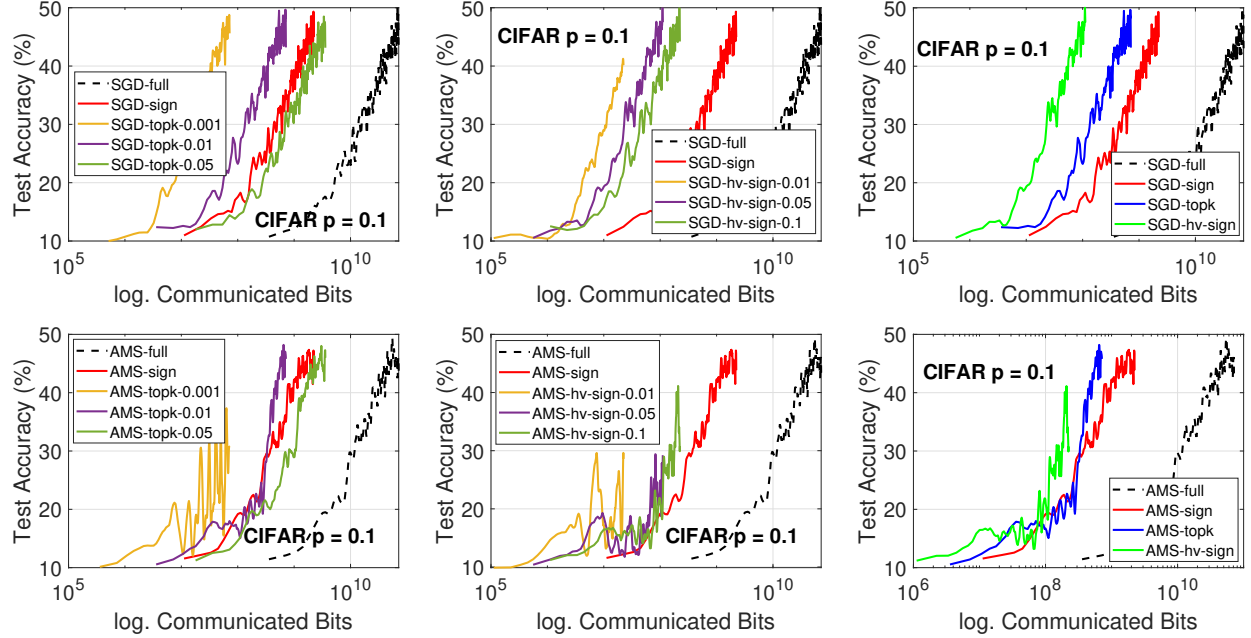 50
40
30
20
10
Test Accuracy (%)
SGD-full
SGD-sign
SGD-topk-0.001
SGD-topk-0.01
SGD-topk-0.05
CIFAR p = 0.1
10^5
10^10
log. Communicated Bits
50
40
30
20
10
Test Accuracy (%)
CIFAR p = 0.1
SGD-full
SGD-sign
SGD-hv-sign-0.01
SGD-hv-sign-0.05
SGD-hv-sign-0.1
10^5
10^10
log. Communicated Bits
50
40
30
20
10
Test Accuracy (%)
CIFAR p = 0.1
SGD-full
SGD-sign
SGD-topk
SGD-hv-sign
10^5
10^10
log. Communicated Bits
50
40
30
20
10
Test Accuracy (%)
AMS-full
AMS-sign
AMS-topk-0.001
AMS-topk-0.01
AMS-topk-0.05
CIFAR p = 0.1
10^5
10^10
log. Communicated Bits
50
40
30
20
10
Test Accuracy (%)
AMS-full
AMS-sign
AMS-hv-sign-0.01
AMS-hv-sign-0.05
AMS-hv-sign-0.1
CIFAR p = 0.1
10^5
10^10
log. Communicated Bits
50
40
30
20
10
Test Accuracy (%)
CIFAR p = 0.1
AMS-full
AMS-sign
AMS-topk
AMS-hv-sign
10^6
10^8
10^10
log. Communicated Bits